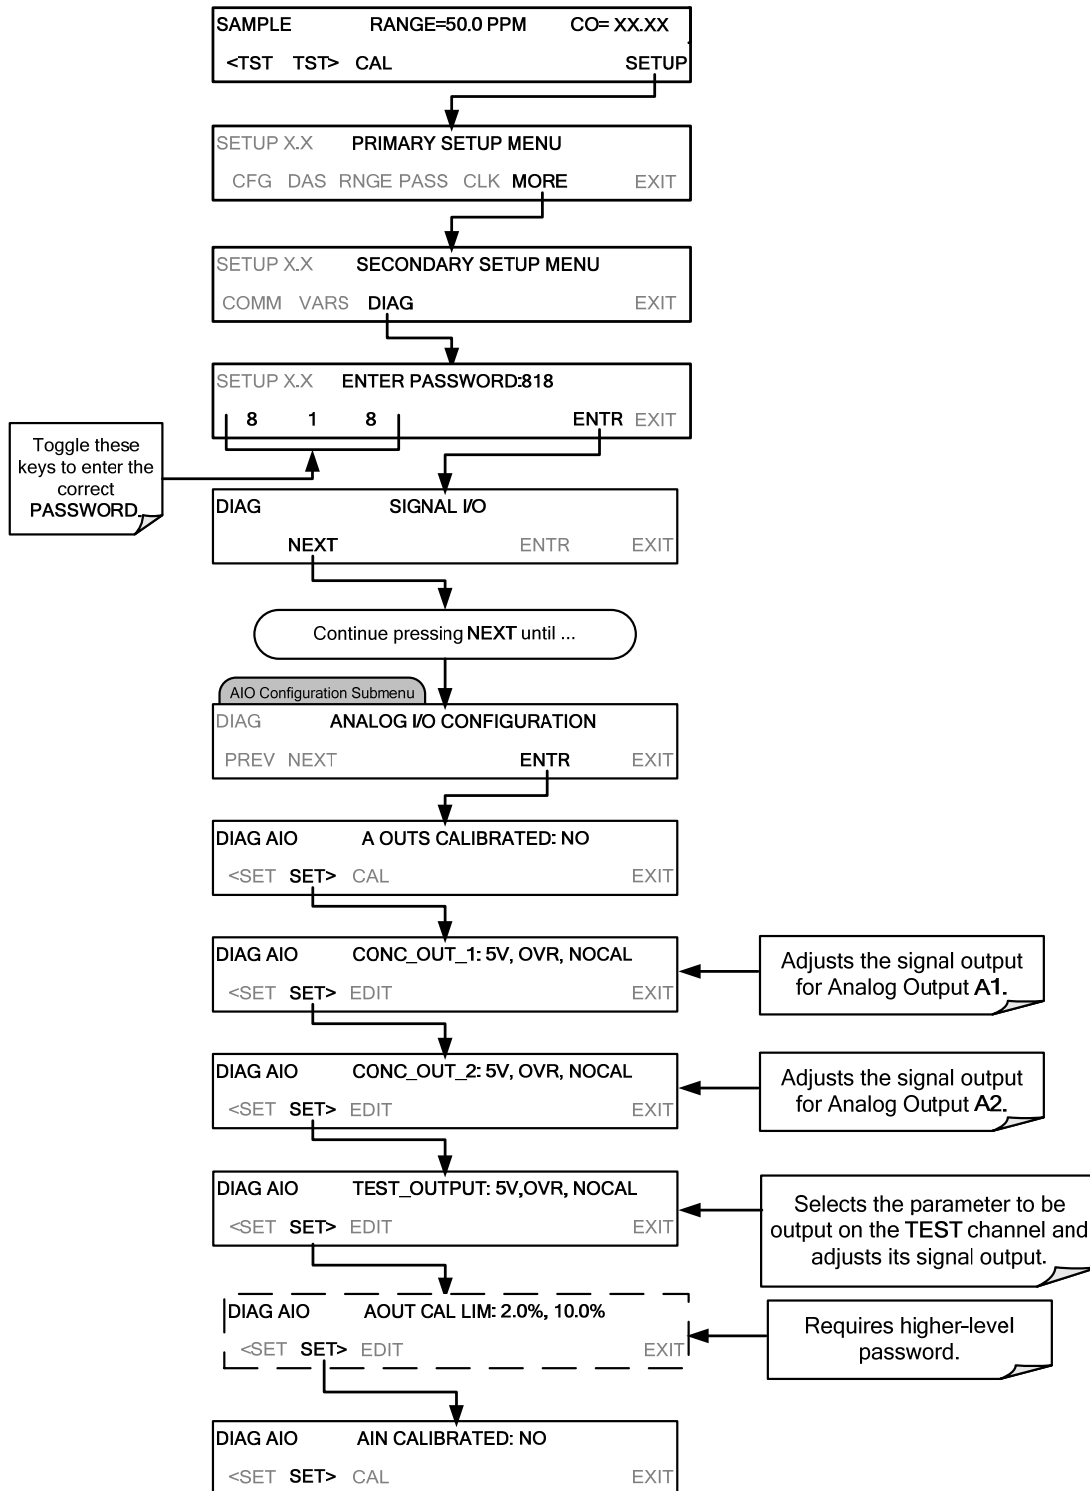 SAMPLE RANGE=50.0 PPM CO= XX.XX
<TST TST> CAL SETUP
SETUP X.X PRIMARY SETUP MENU
CFG DAS RNGE PASS CLK MORE EXIT
SETUP X.X SECONDARY SETUP MENU
COMM VARS DIAG EXIT
SETUP X.X ENTER PASSWORD:818
8 1 8 ENTR EXIT
Toggle these
keys to enter the
correct
PASSWORD.
DIAG SIGNAL I/O
NEXT ENTR EXIT
Continue pressing NEXT until ...
AIO Configuration Submenu
DIAG ANALOG I/O CONFIGURATION
PREV NEXT ENTR EXIT
DIAG AIO A OUTS CALIBRATED: NO
<SET SET> CAL EXIT
DIAG AIO CONC_OUT_1: 5V, OVR, NOCAL
<SET SET> EDIT EXIT
Adjusts the signal output
for Analog Output A1.
DIAG AIO CONC_OUT_2: 5V, OVR, NOCAL
<SET SET> EDIT EXIT
Adjusts the signal output
for Analog Output A2.
DIAG AIO TEST_OUTPUT: 5V,OVR, NOCAL
<SET SET> EDIT EXIT
Selects the parameter to be
output on the TEST channel and
adjusts its signal output.
DIAG AIO AOUT CAL LIM: 2.0%, 10.0%
<SET SET> EDIT EXIT
Requires higher-level
password.
DIAG AIO AIN CALIBRATED: NO
<SET SET> CAL EXIT